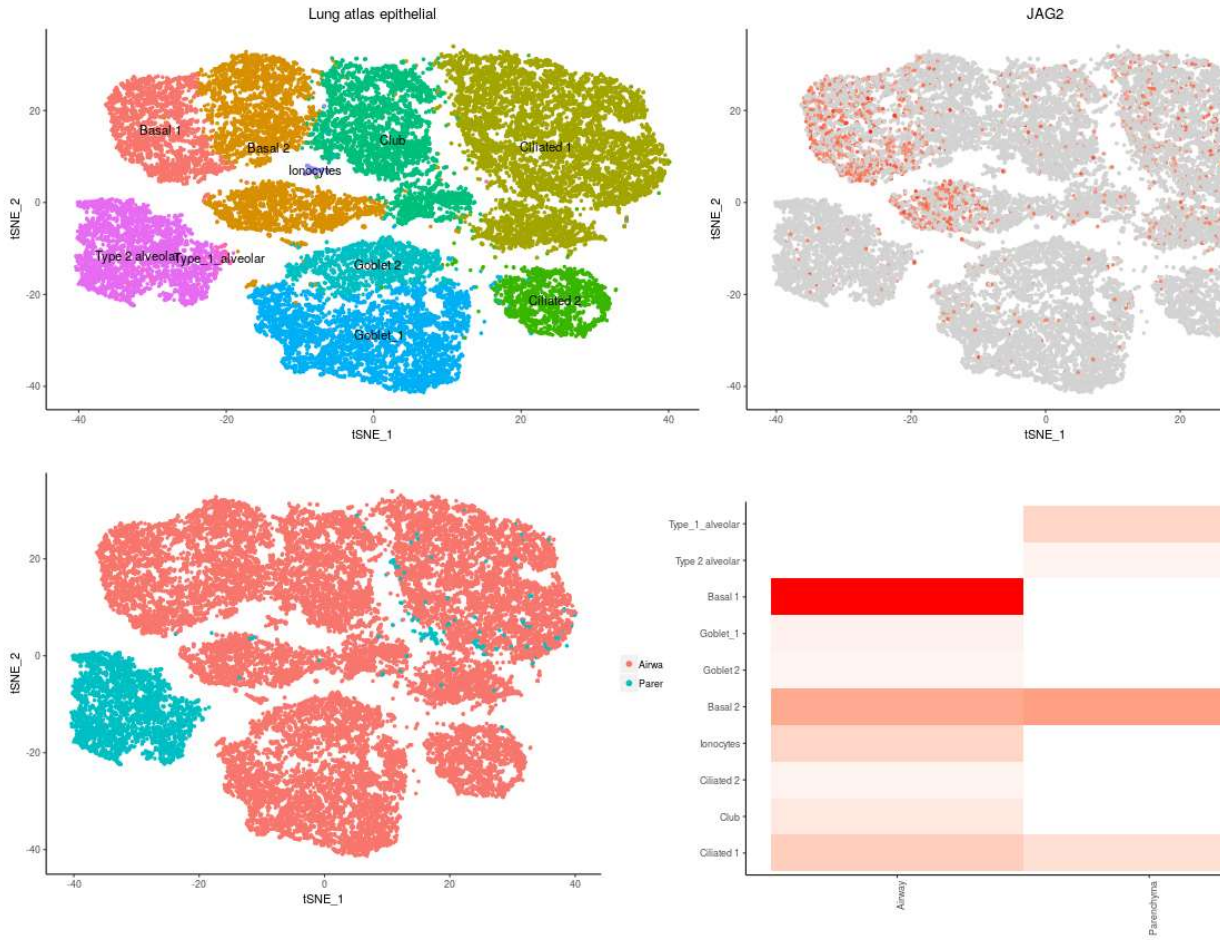 Lung atlas epithelial
20
0
-20
-40
tSNE_2
Basal 1
Basal 2
Club
Ciliated 1
Ionocytes
Type 2 alveolar
Type_1_alveolar
Goblet 2
Ciliated 2
Goblet_1
-40
-20
0
20
40
tSNE_1
JAG2
20
0
-20
-40
tSNE_2
-40
-20
0
20
tSNE_1
20
0
-20
-40
tSNE_2
-40
-20
0
20
40
tSNE_1
Airwa
Parer
Type_1_alveolar
Type 2 alveolar
Basal 1
Goblet_1
Goblet 2
Basal 2
Ionocytes
Ciliated 2
Club
Ciliated 1
Airway
Parenchyma